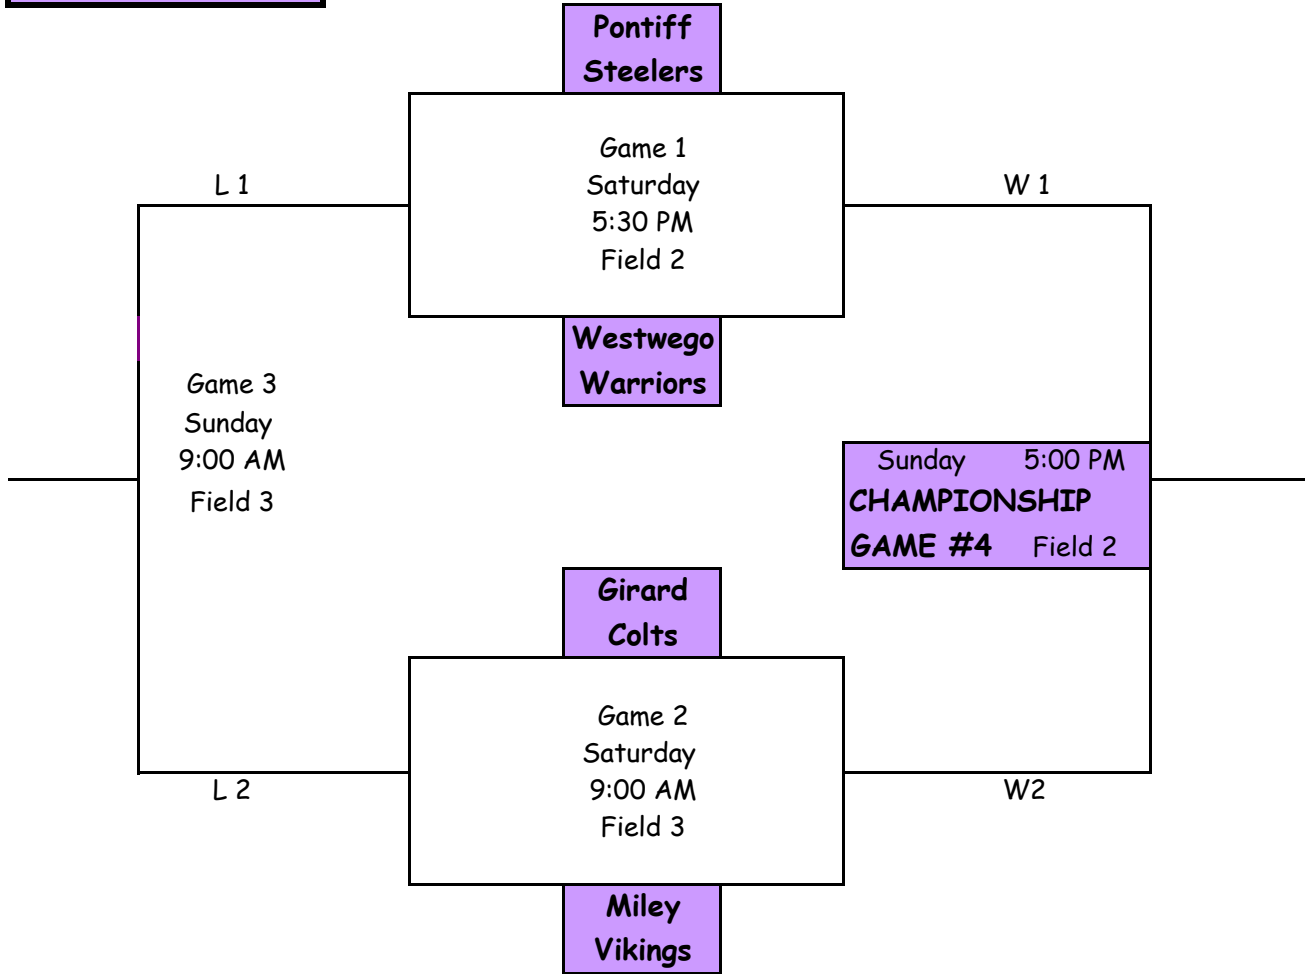 Pontiff
Steelers
Game 1
Saturday
5:30 PM
Field 2
L 1
W 1
Westwego
Warriors
Game 3
Sunday
9:00 AM
Field 3
Sunday 5:00 PM
CHAMPIONSHIP
GAME #4 Field 2
Girard
Colts
Game 2
Saturday
9:00 AM
Field 3
L 2
W2
Miley
Vikings